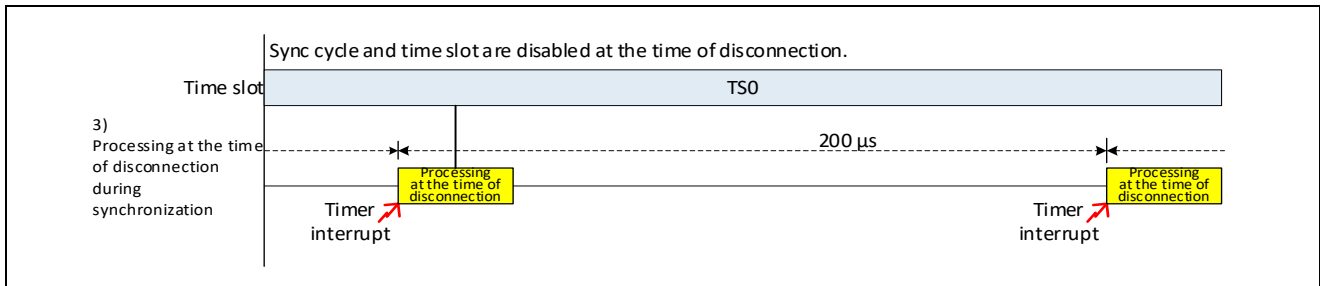 Sync cycle and time slot are disabled at the time of disconnection.
Time slot
TS0
3)
Processing at the time
of disconnection
during
synchronization
200 μs
Processing
at the time of
disconnection
Processing
at the time of
disconnection
Timer
interrupt
Timer
interrupt